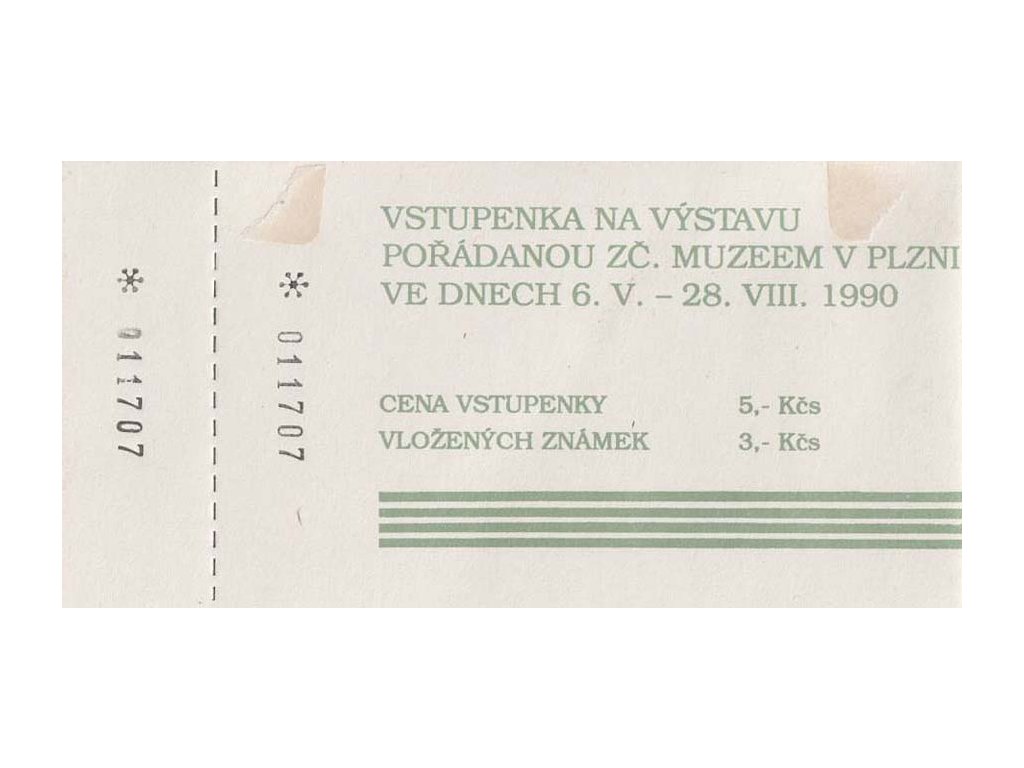 VSTUPENKA NA VÝSTAVU
POŘÁDANOU ZČ. MUZEEM V PLZNI
VE DNECH 6. V. – 28. VIII. 1990
CENA VSTUPENKY 5,- Kčs
VLOŽENÝCH ZNÁMEK 3,- Kčs
* 011707
* 011707